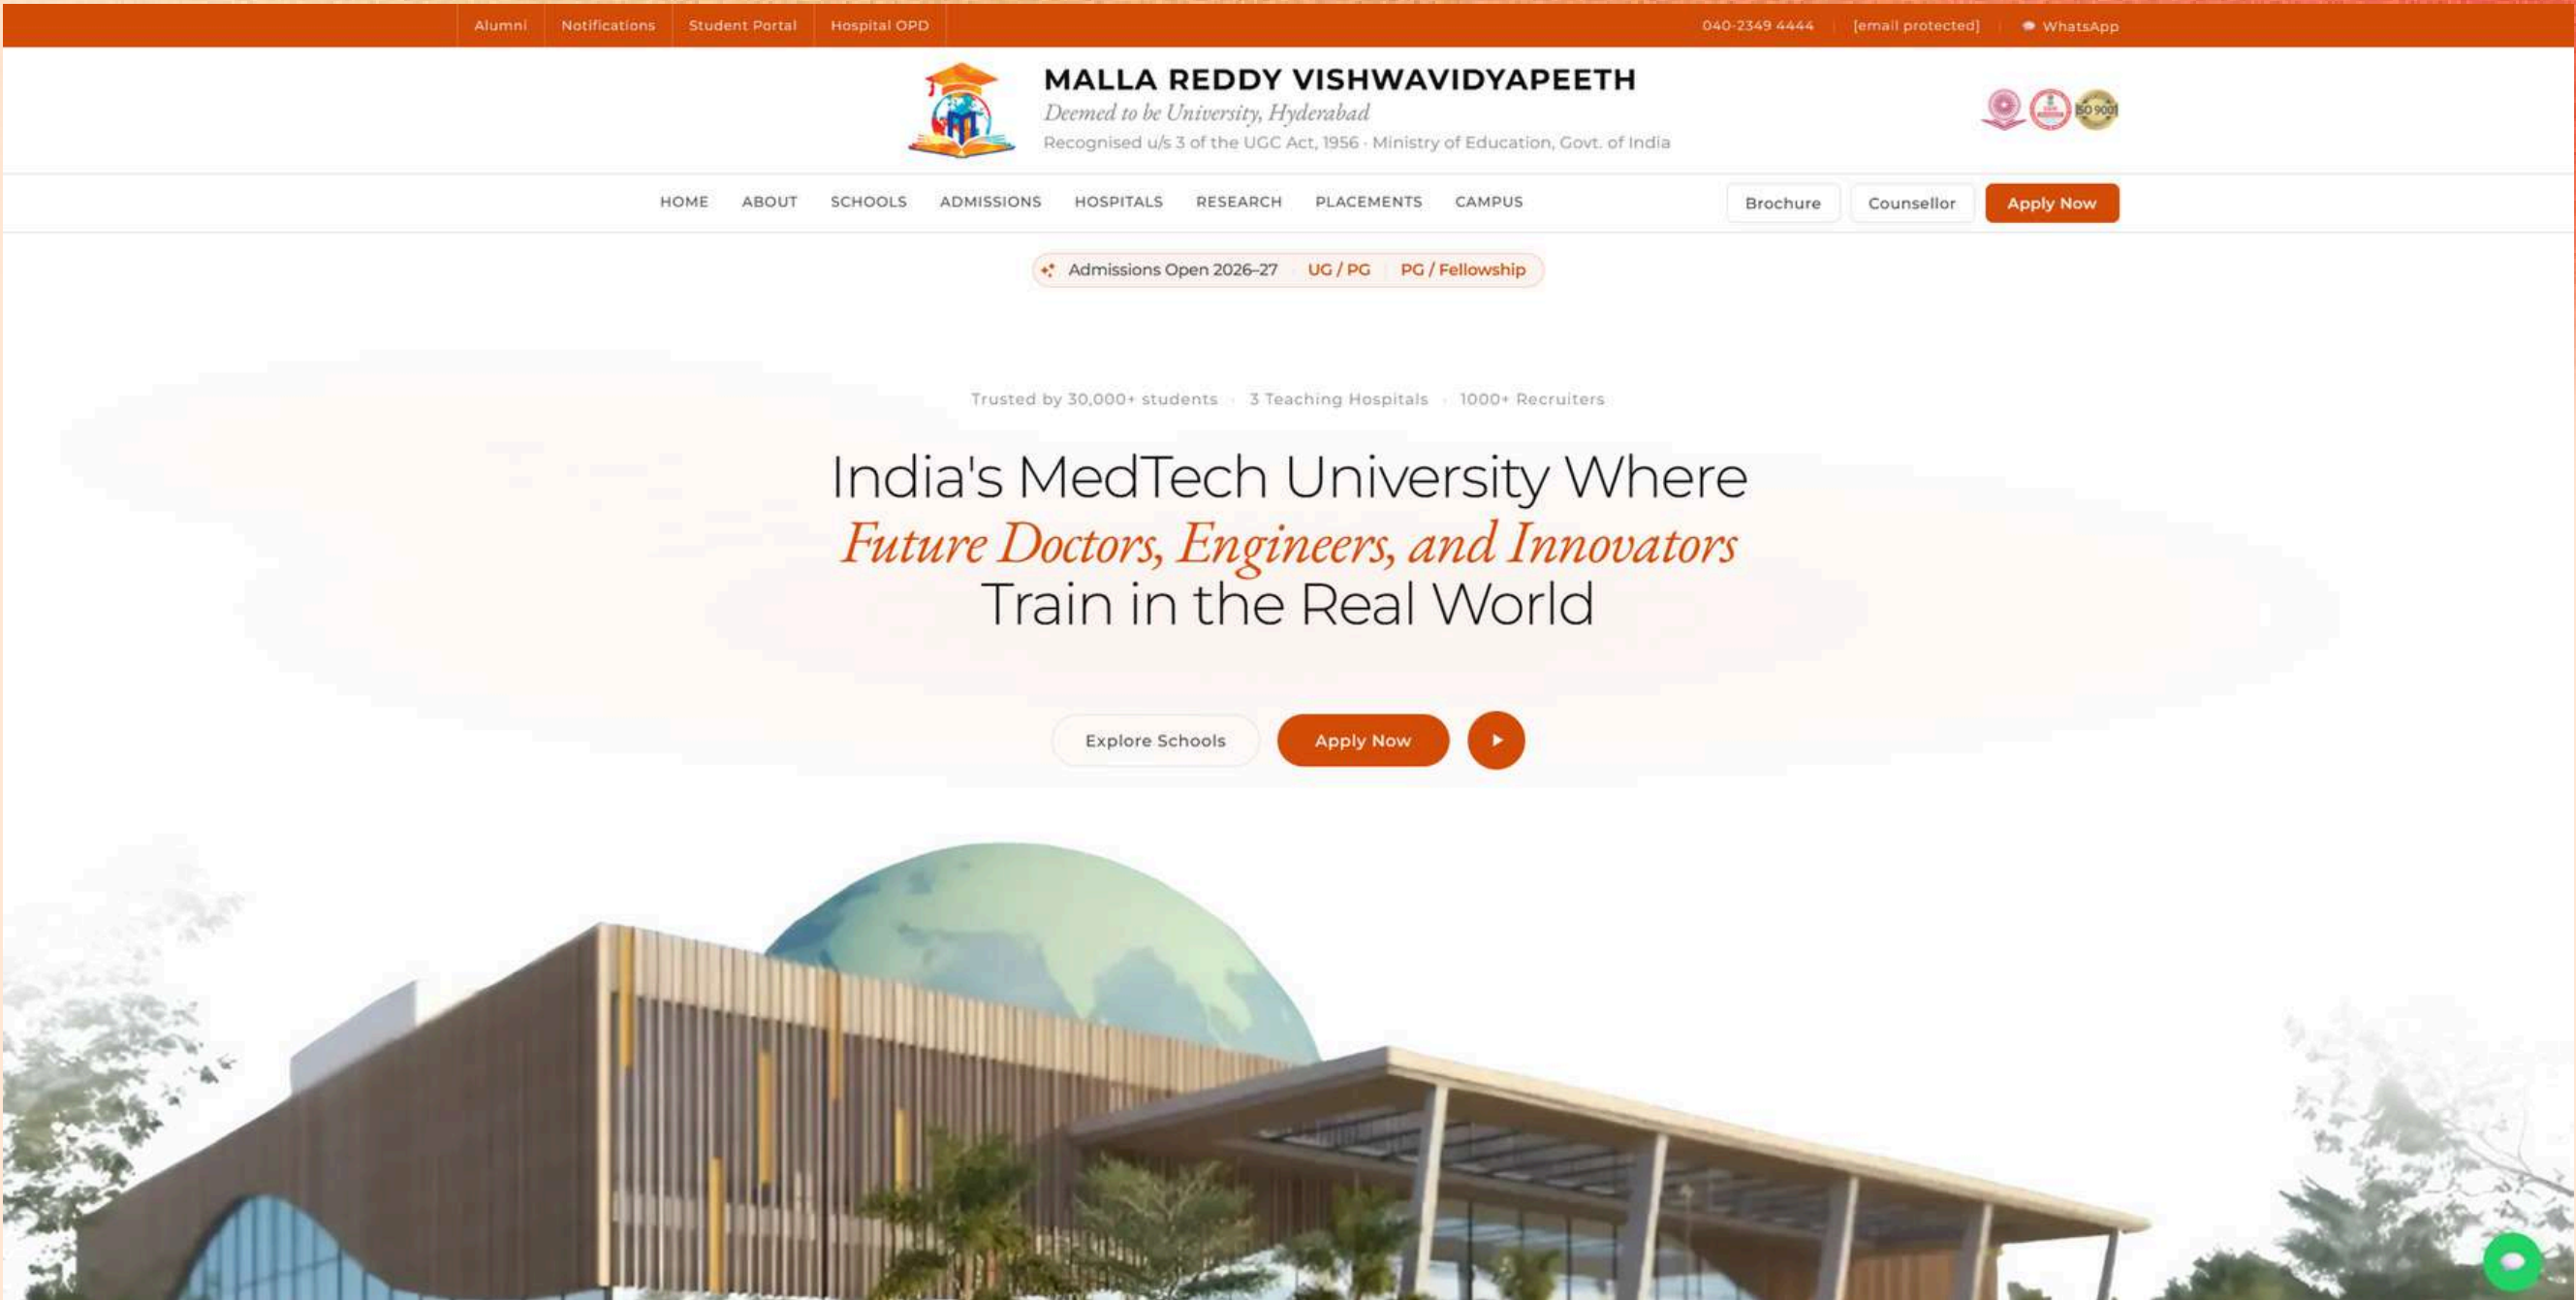 Alumni Notifications Student Portal Hospital OPD 040-2349 4444 [email protected] WhatsApp
MALLA REDDY VISHWAVIDYAPEETH
Deemed to be University, Hyderabad
Recognised u/s 3 of the UGC Act, 1956 · Ministry of Education, Govt. of India
ISO 9001
HOME ABOUT SCHOOLS ADMISSIONS HOSPITALS RESEARCH PLACEMENTS CAMPUS Brochure Counsellor Apply Now
Admissions Open 2026–27 UG / PG PG / Fellowship
Trusted by 30,000+ students · 3 Teaching Hospitals · 1000+ Recruiters
India's MedTech University Where
Future Doctors, Engineers, and Innovators
Train in the Real World
Explore Schools Apply Now